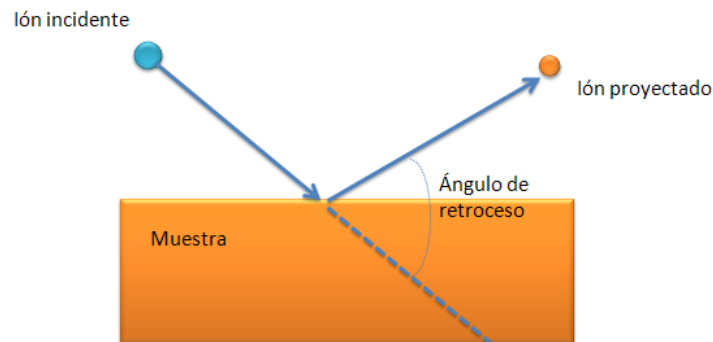 Ión incidente
Ión proyectado
Ángulo de
retroceso
Muestra